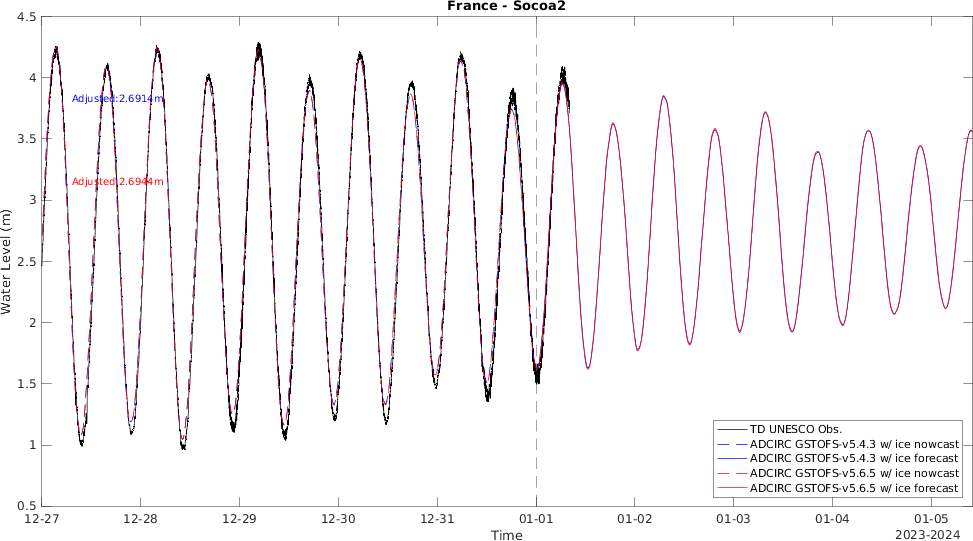 France - Socoa2
4.5
4
3.5
3
2.5
2
1.5
1
0.5
Water Level (m)
Adjusted:2.6914m
Adjusted:2.6944m
TD UNESCO Obs.
ADCIRC GSTOFS-v5.4.3 w/ ice nowcast
ADCIRC GSTOFS-v5.4.3 w/ ice forecast
ADCIRC GSTOFS-v5.6.5 w/ ice nowcast
ADCIRC GSTOFS-v5.6.5 w/ ice forecast
12-27 12-28 12-29 12-30 12-31 01-01 01-02 01-03 01-04 01-05
Time
2023-2024